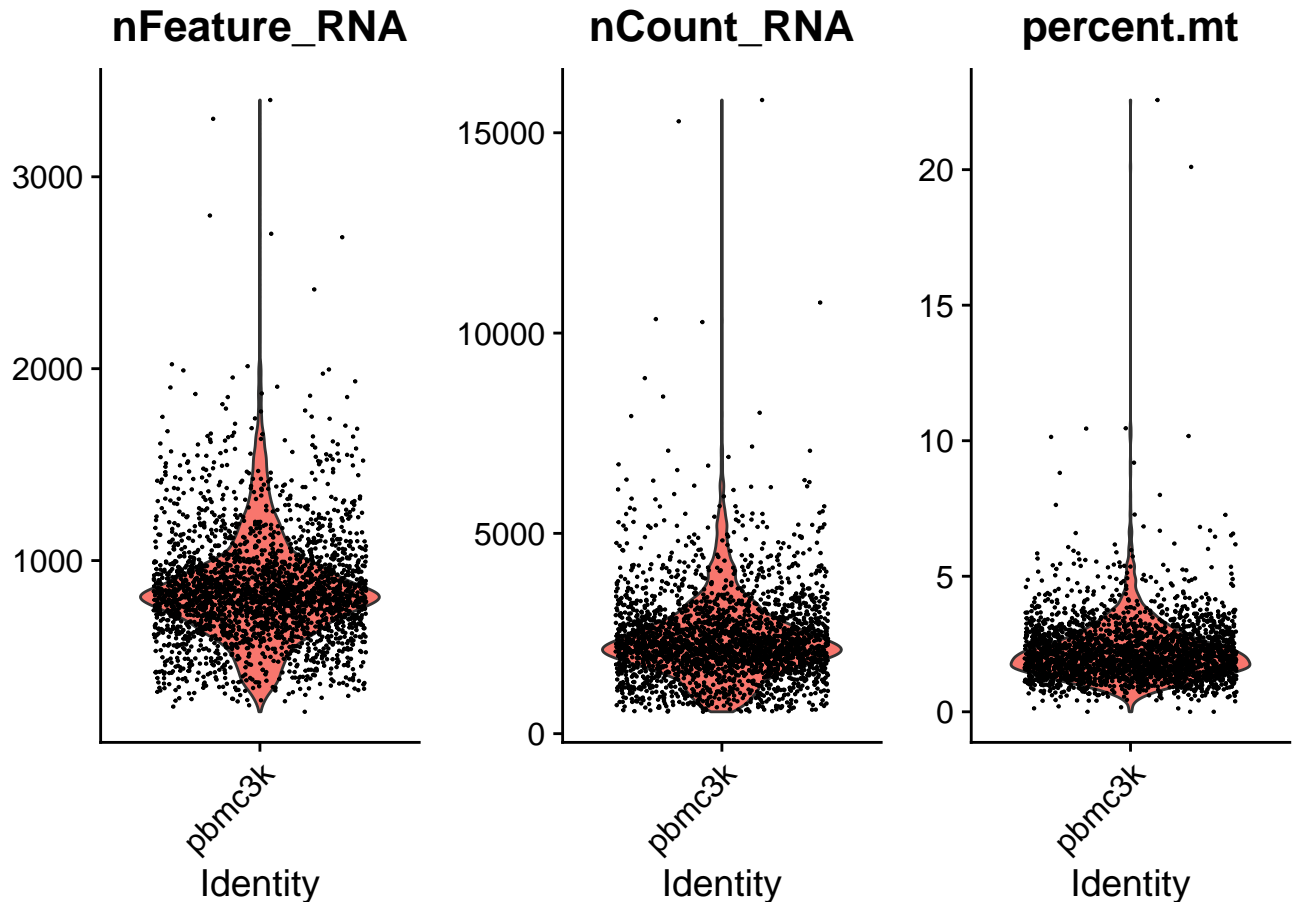 nFeature_RNA
3000
2000
1000
pbmc3k
Identity
nCount_RNA
15000
10000
5000
0
pbmc3k
Identity
percent.mt
20
15
10
5
0
pbmc3k
Identity